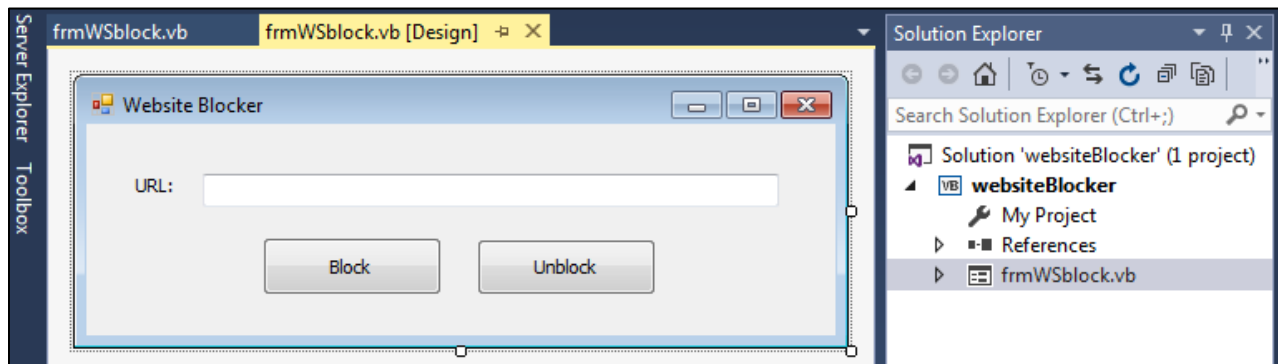 Server Explorer
Toolbox
frmWSblock.vb
frmWSblock.vb [Design]
Website Blocker
URL:
Block
Unblock
Solution Explorer
Search Solution Explorer (Ctrl+;)
Solution 'websiteBlocker' (1 project)
VB websiteBlocker
My Project
References
frmWSblock.vb